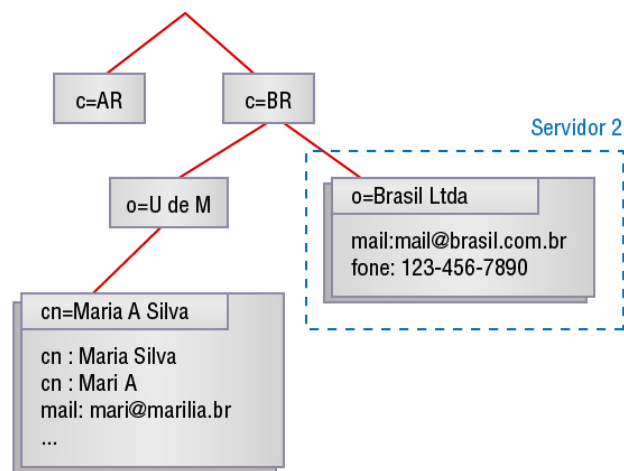 c=AR
c=BR
Servidor 2
o=U de M
o=Brasil Ltda
mail:mail@brasil.com.br
fone: 123-456-7890
cn=Maria A Silva
cn : Maria Silva
cn : Mari A
mail: mari@marilia.br
...